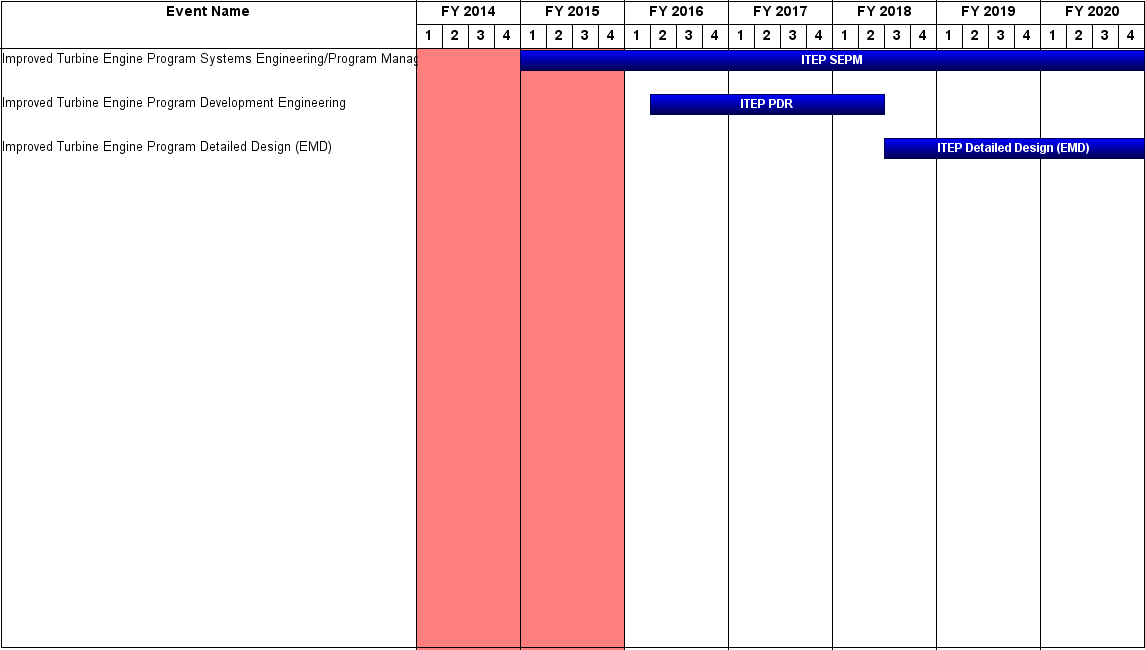 Event Name FY 2014 FY 2015 FY 2016 FY 2017 FY 2018 FY 2019 FY 2020
1 2 3 4 1 2 3 4 1 2 3 4 1 2 3 4 1 2 3 4 1 2 3 4 1 2 3 4
Improved Turbine Engine Program Systems Engineering/Program Manag ITEP SEPM
Improved Turbine Engine Program Development Engineering ITEP PDR
Improved Turbine Engine Program Detailed Design (EMD) ITEP Detailed Design (EMD)